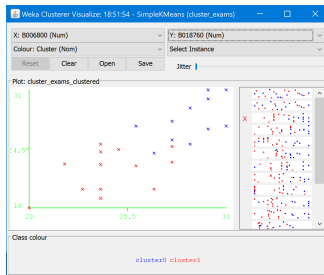 Weka Clusterer Visualize: 18:51:54 - SimpleKMeans (cluster_exams)
X: B006800 (Num)
Y: B018760 (Num)
Colour: Cluster (Nom)
Select Instance
Reset
Clear
Open
Save
Jitter
Plot: cluster_exams_clustered
31
24.5
18
20
25.5
31
X
Class colour
cluster0 cluster1